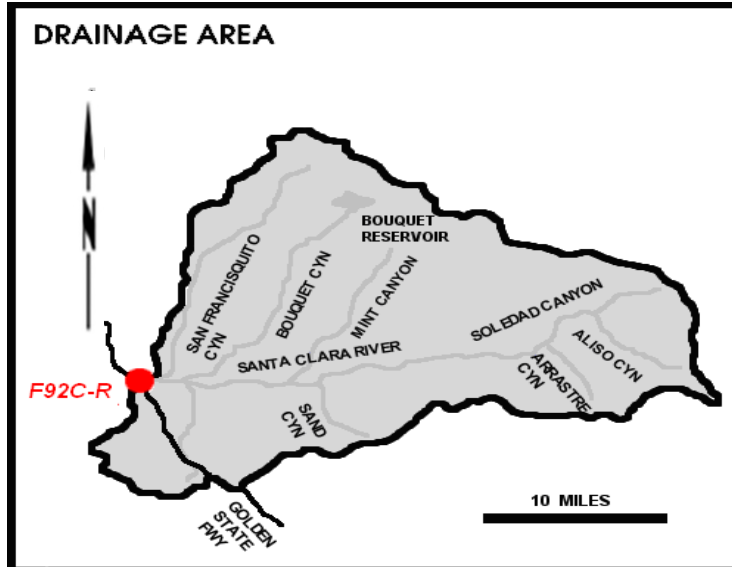 DRAINAGE AREA
N
BOUQUET
RESERVOIR
SAN FRANCISQUITO
CYN
BOUQUET CYN
MINT CANYON
SOLEDAD CANYON
SANTA CLARA RIVER
ALISO CYN
ARRASTRE
CYN
F92C-R
SAND
CYN
10 MILES
GOLDEN
STATE
FWY